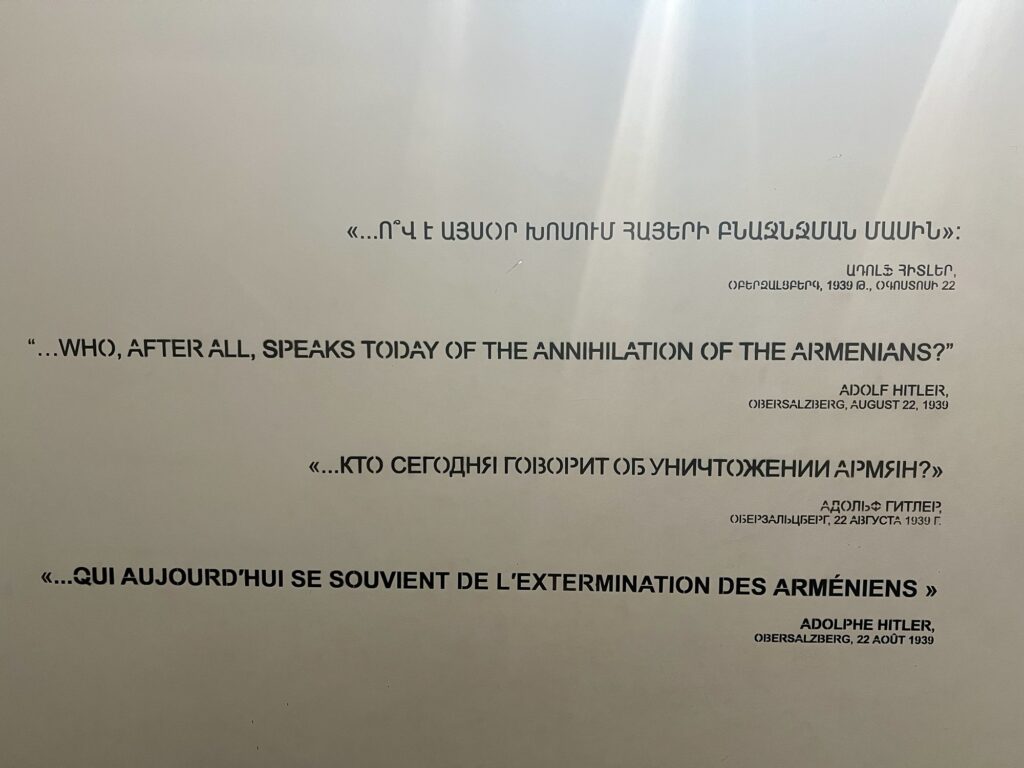 «...Ո՞Վ Է ԱՅՍՕՐ ԽՈՍՈՒՄ ՀԱՅԵՐԻ ԲՆԱՋՆՋՄԱՆ ՄԱՍԻՆ»:
ԱԴՈԼՖ ՀԻՏԼԵՐ,
ՕԲԵՐԶԱԼՑԲԵՐԳ, 1939 Թ., ՕԳՈՍՏՈՍԻ 22
“...WHO, AFTER ALL, SPEAKS TODAY OF THE ANNIHILATION OF THE ARMENIANS?”
ADOLF HITLER,
OBERSALZBERG, AUGUST 22, 1939
«...КТО СЕГОДНЯ ГОВОРИТ ОБ УНИЧТОЖЕНИИ АРМЯН?»
АДОЛЬФ ГИТЛЕР,
ОБЕРЗАЛЬЦБЕРГ, 22 АВГУСТА 1939 Г.
«...QUI AUJOURD'HUI SE SOUVIENT DE L'EXTERMINATION DES ARMÉNIENS »
ADOLPHE HITLER,
OBERSALZBERG, 22 AOÛT 1939